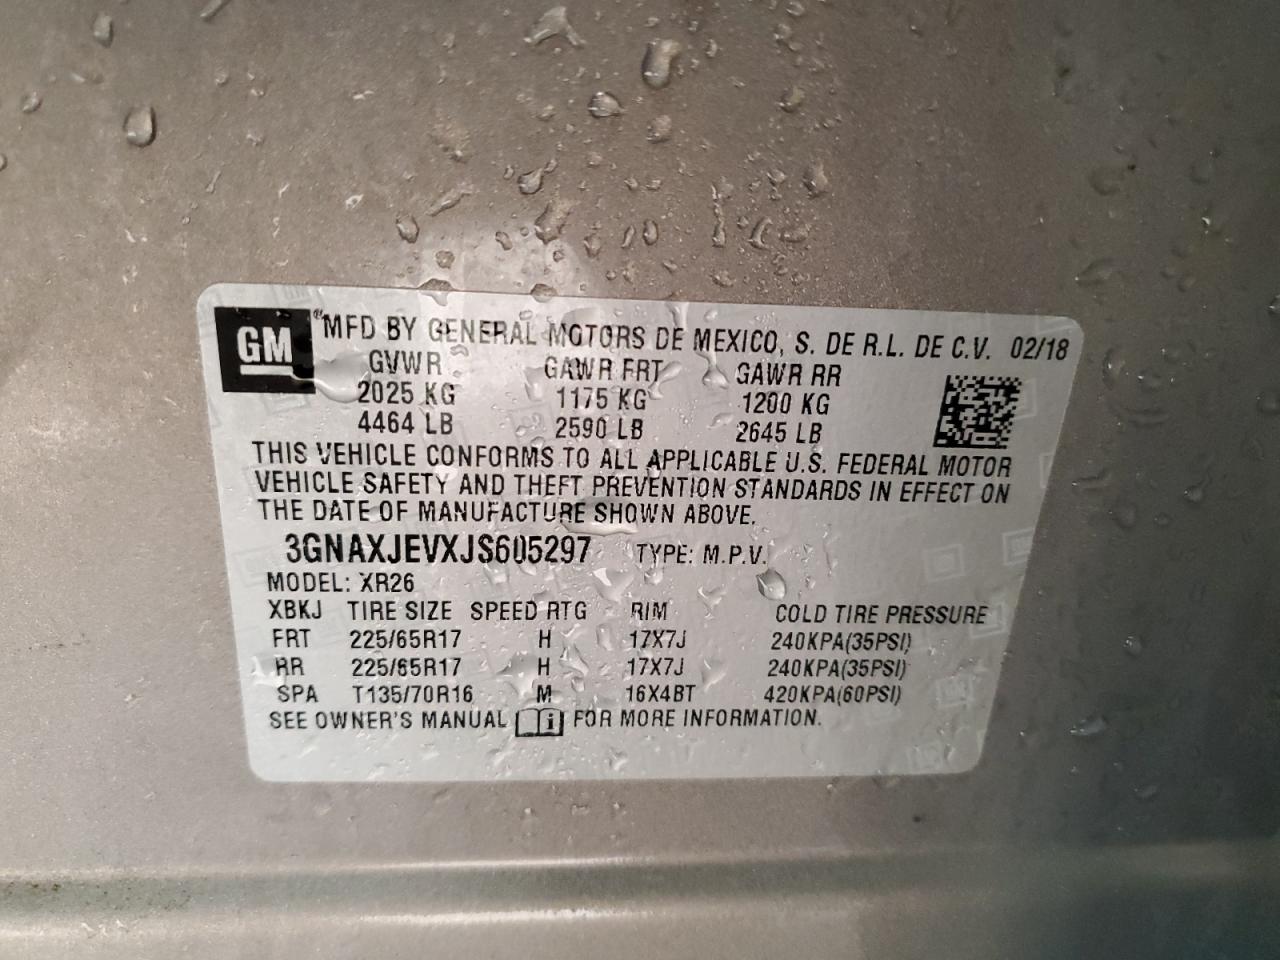 GM ® MFD BY GENERAL MOTORS DE MEXICO, S. DE R.L. DE C.V. 02/18
GVWR GAWR FRT GAWR RR
2025 KG 1175 KG 1200 KG
4464 LB 2590 LB 2645 LB
THIS VEHICLE CONFORMS TO ALL APPLICABLE U.S. FEDERAL MOTOR
VEHICLE SAFETY AND THEFT PREVENTION STANDARDS IN EFFECT ON
THE DATE OF MANUFACTURE SHOWN ABOVE.
3GNAXJEVXJS605297 TYPE: M.P.V.
MODEL: XR26
XBKJ TIRE SIZE SPEED RTG RIM COLD TIRE PRESSURE
FRT 225/65R17 H 17X7J 240KPA(35PSI)
RR 225/65R17 H 17X7J 240KPA(35PSI)
SPA T135/70R16 M 16X4BT 420KPA(60PSI)
SEE OWNER'S MANUAL i FOR MORE INFORMATION.